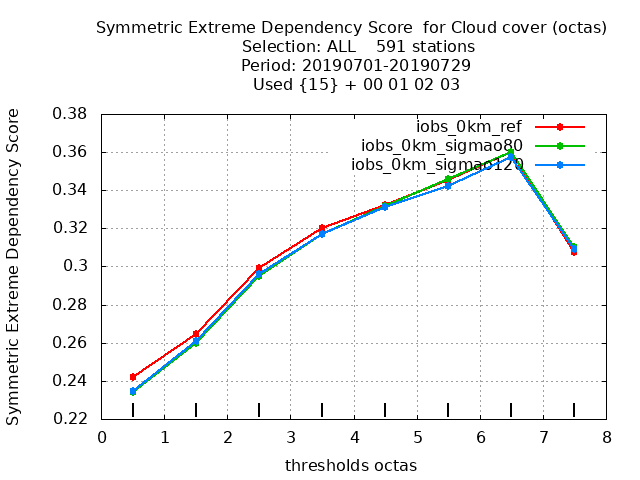 Symmetric Extreme Dependency Score  for Cloud cover (octas)
Selection: ALL    591 stations
Period: 20190701-20190729
Used {15} + 00 01 02 03
Symmetric Extreme Dependency Score
0.38
0.36
0.34
0.32
0.3
0.28
0.26
0.24
0.22
iobs_0km_ref
iobs_0km_sigmao80
iobs_0km_sigmao120
0 1 2 3 4 5 6 7 8
thresholds octas